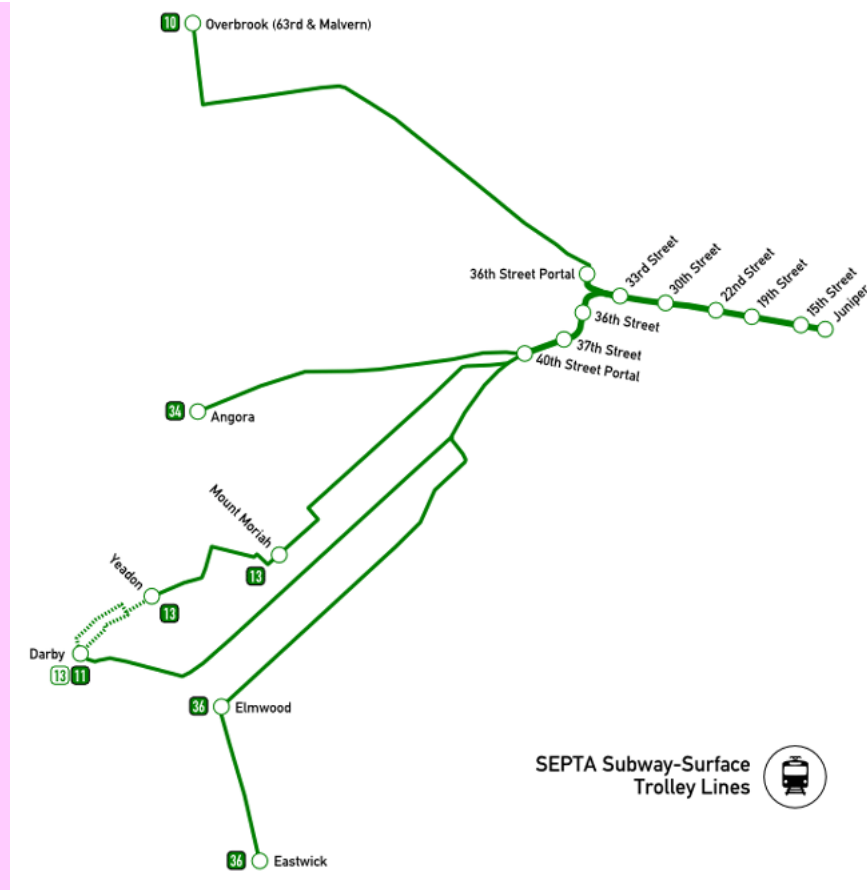 10 Overbrook (63rd & Malvern)
36th Street Portal
33rd Street
30th Street
22nd Street
19th Street
15th Street
Juniper
36th Street
37th Street
40th Street Portal
34 Angora
Mount Moriah
13
Yeadon
13
Darby
13 11
36 Elmwood
SEPTA Subway-Surface
Trolley Lines
36 Eastwick